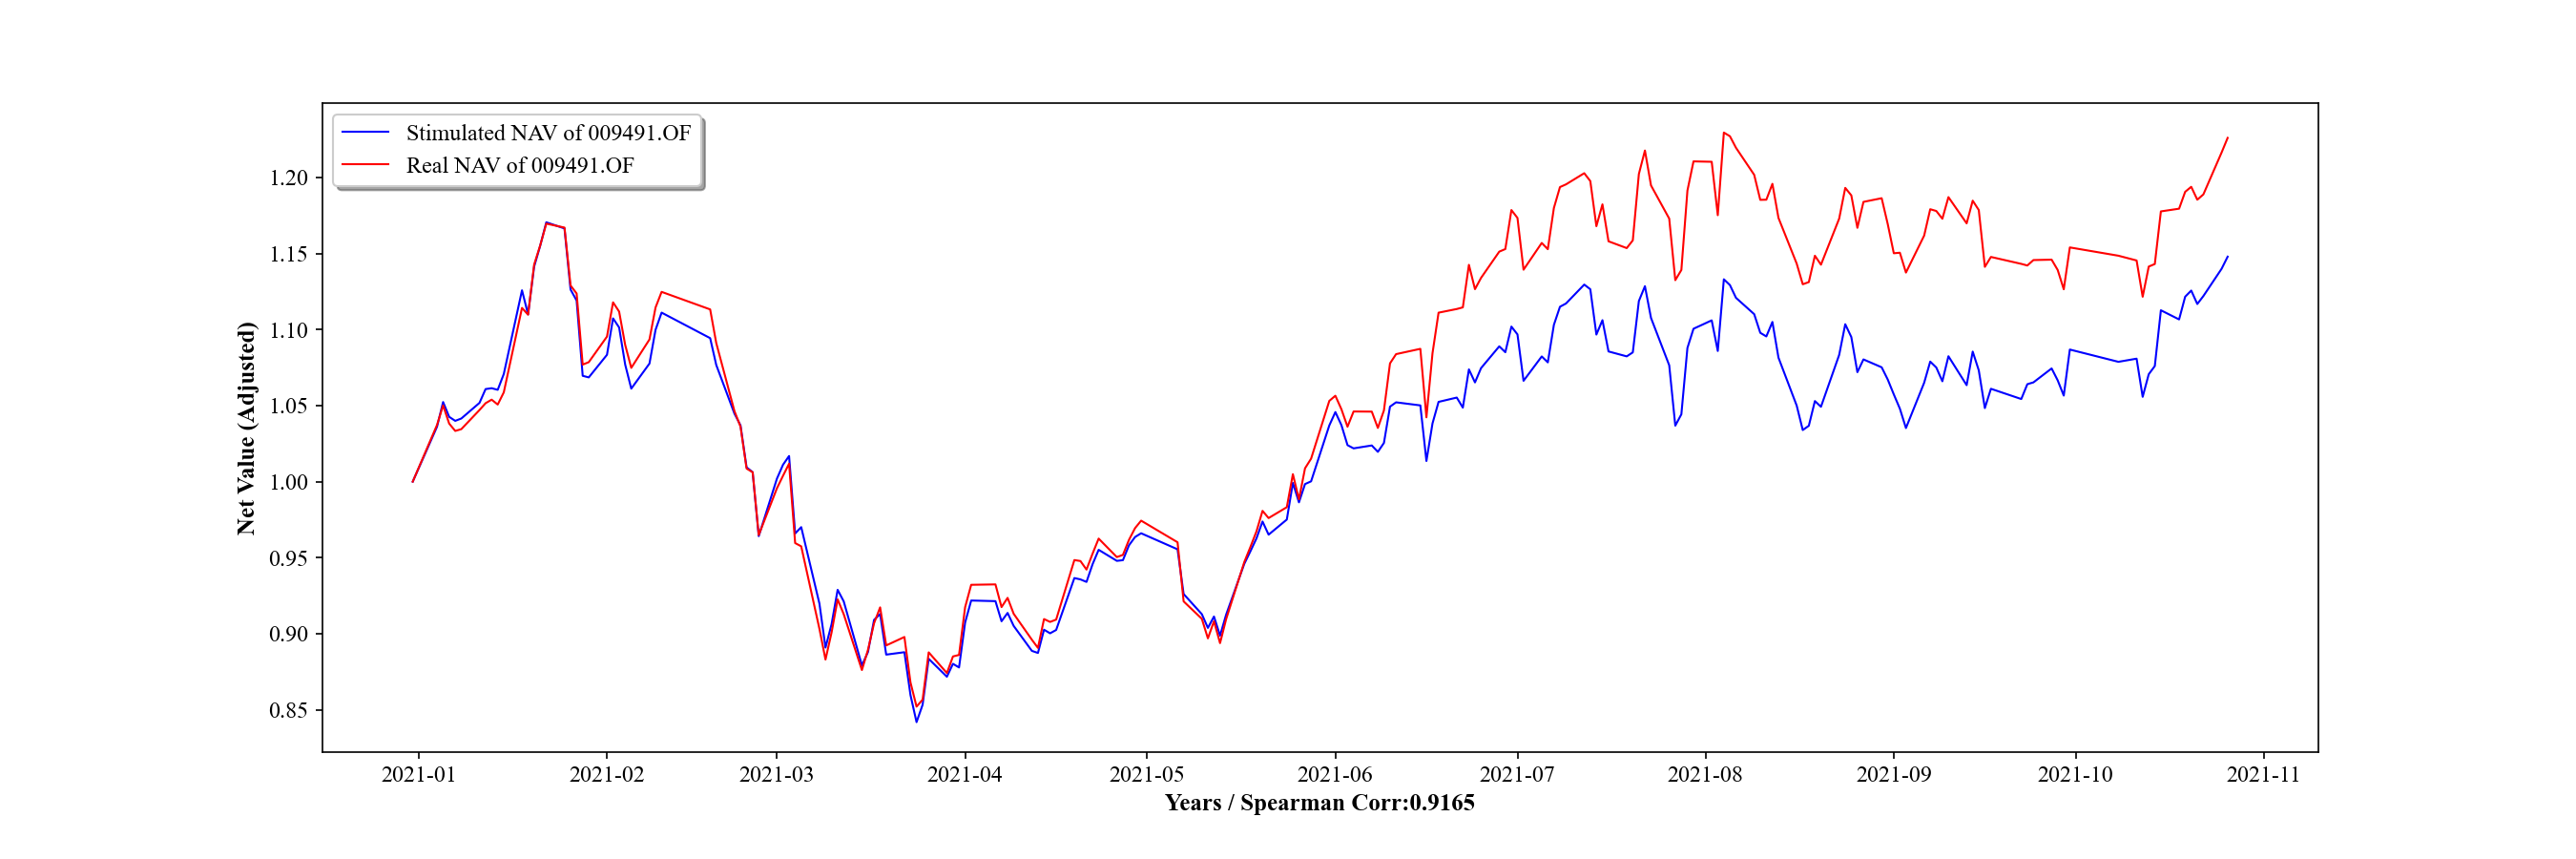 Stimulated NAV of 009491.OF
Real NAV of 009491.OF
Net Value (Adjusted)
1.20
1.15
1.10
1.05
1.00
0.95
0.90
0.85
2021-01 2021-02 2021-03 2021-04 2021-05 2021-06 2021-07 2021-08 2021-09 2021-10 2021-11
Years / Spearman Corr:0.9165